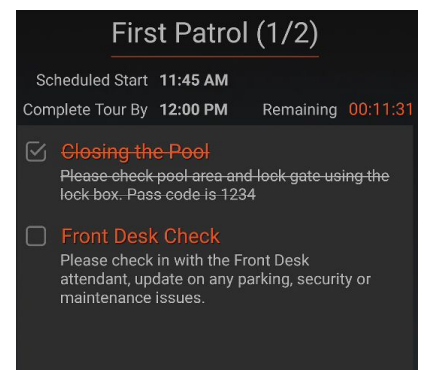 First Patrol (1/2)
Scheduled Start 11:45 AM
Complete Tour By 12:00 PM Remaining 00:11:31
Closing the Pool
Please check pool area and lock gate using the
lock box. Pass code is 1234
Front Desk Check
Please check in with the Front Desk
attendant, update on any parking, security or
maintenance issues.